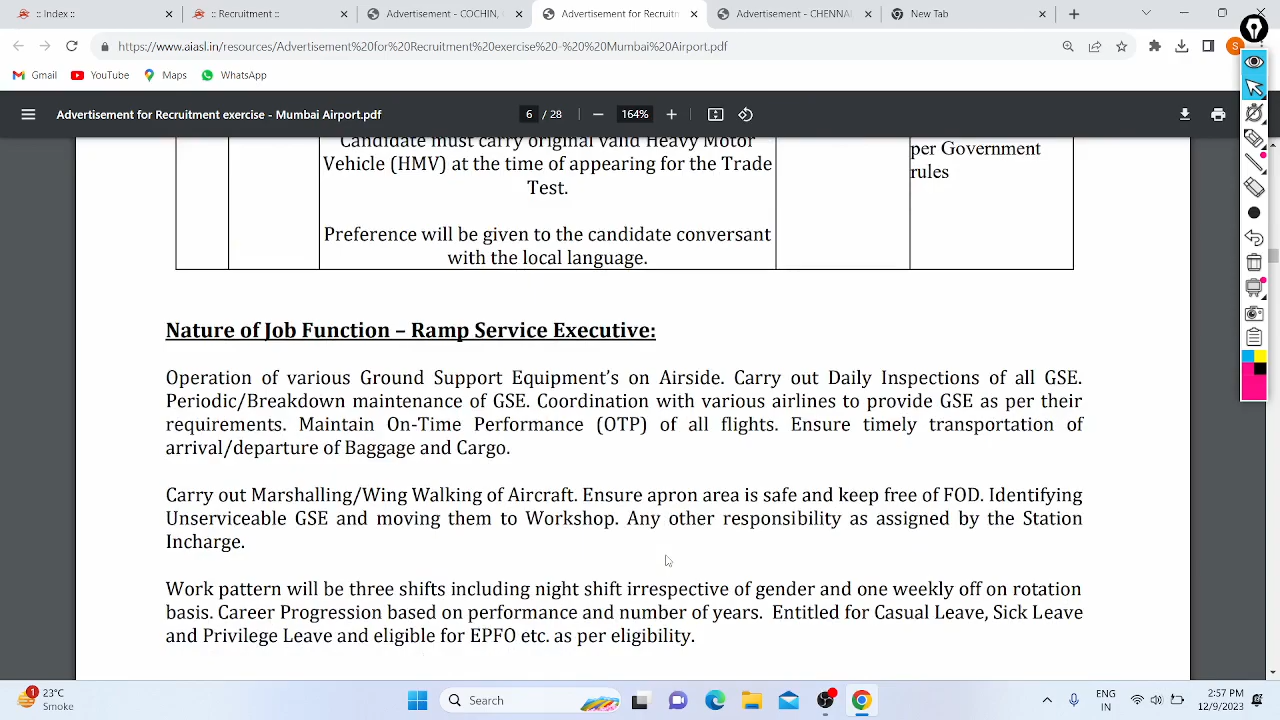 :: Index ::
:: Recruitment ::
Advertisement - COCHIN,
Advertisement for Recruitm
Advertisement - CHENNAI
New Tab
https://www.aiasl.in/resources/Advertisement%20for%20Recruitment%20exercise%20-%20Mumbai%20Airport.pdf
S
Gmail
YouTube
Maps
WhatsApp
Advertisement for Recruitment exercise - Mumbai Airport.pdf
6 / 28
164%
Candidate must carry original valid Heavy Motor
Vehicle (HMV) at the time of appearing for the Trade
Test.
Preference will be given to the candidate conversant
with the local language.
per Government
rules
Nature of Job Function – Ramp Service Executive:
Operation of various Ground Support Equipment's on Airside. Carry out Daily Inspections of all GSE.
Periodic/Breakdown maintenance of GSE. Coordination with various airlines to provide GSE as per their
requirements. Maintain On-Time Performance (OTP) of all flights. Ensure timely transportation of
arrival/departure of Baggage and Cargo.
Carry out Marshalling/Wing Walking of Aircraft. Ensure apron area is safe and keep free of FOD. Identifying
Unserviceable GSE and moving them to Workshop. Any other responsibility as assigned by the Station
Incharge.
Work pattern will be three shifts including night shift irrespective of gender and one weekly off on rotation
basis. Career Progression based on performance and number of years. Entitled for Casual Leave, Sick Leave
and Privilege Leave and eligible for EPFO etc. as per eligibility.
1
23°C
Smoke
Search
ENG
IN
2:57 PM
12/9/2023